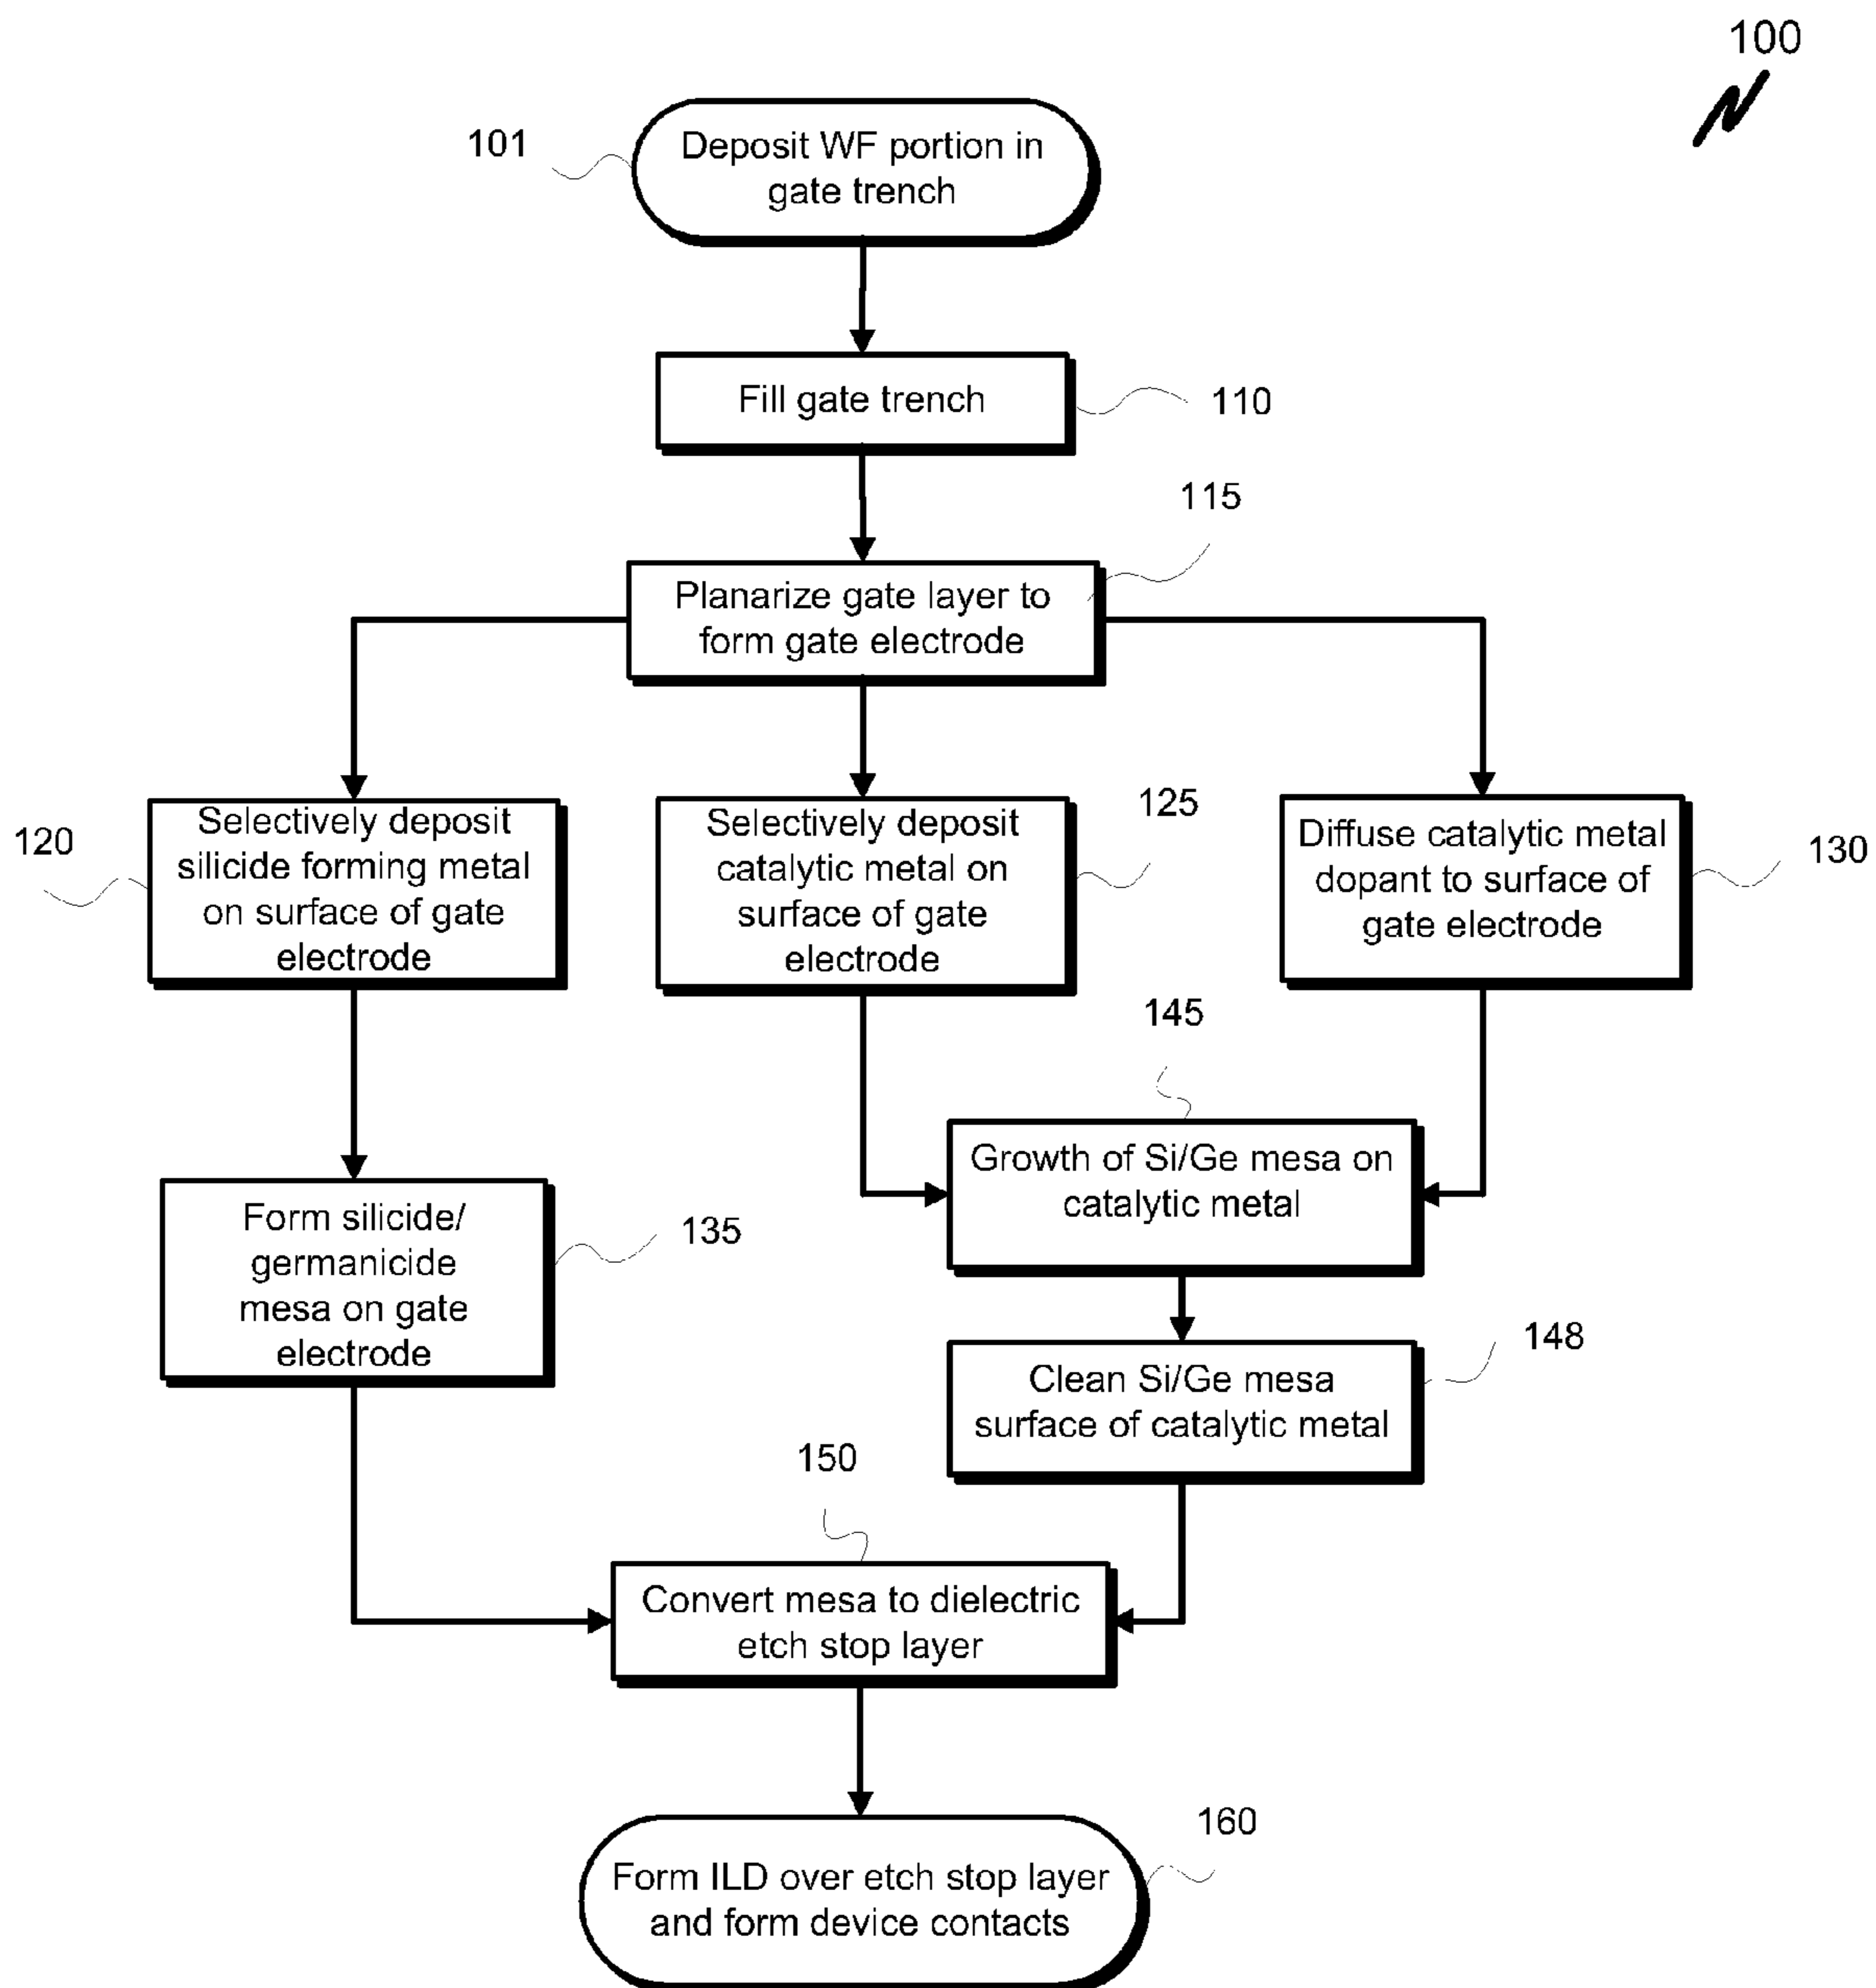 100
101
Deposit WF portion in
gate trench
Fill gate trench
110
115
Planarize gate layer to
form gate electrode
120
Selectively deposit
silicide forming metal
on surface of gate
electrode
125
Selectively deposit
catalytic metal on
surface of gate
electrode
130
Diffuse catalytic metal
dopant to surface of
gate electrode
145
Growth of Si/Ge mesa on
catalytic metal
135
Form silicide/
germanicide
mesa on gate
electrode
148
Clean Si/Ge mesa
surface of catalytic metal
150
Convert mesa to dielectric
etch stop layer
160
Form ILD over etch stop layer
and form device contacts